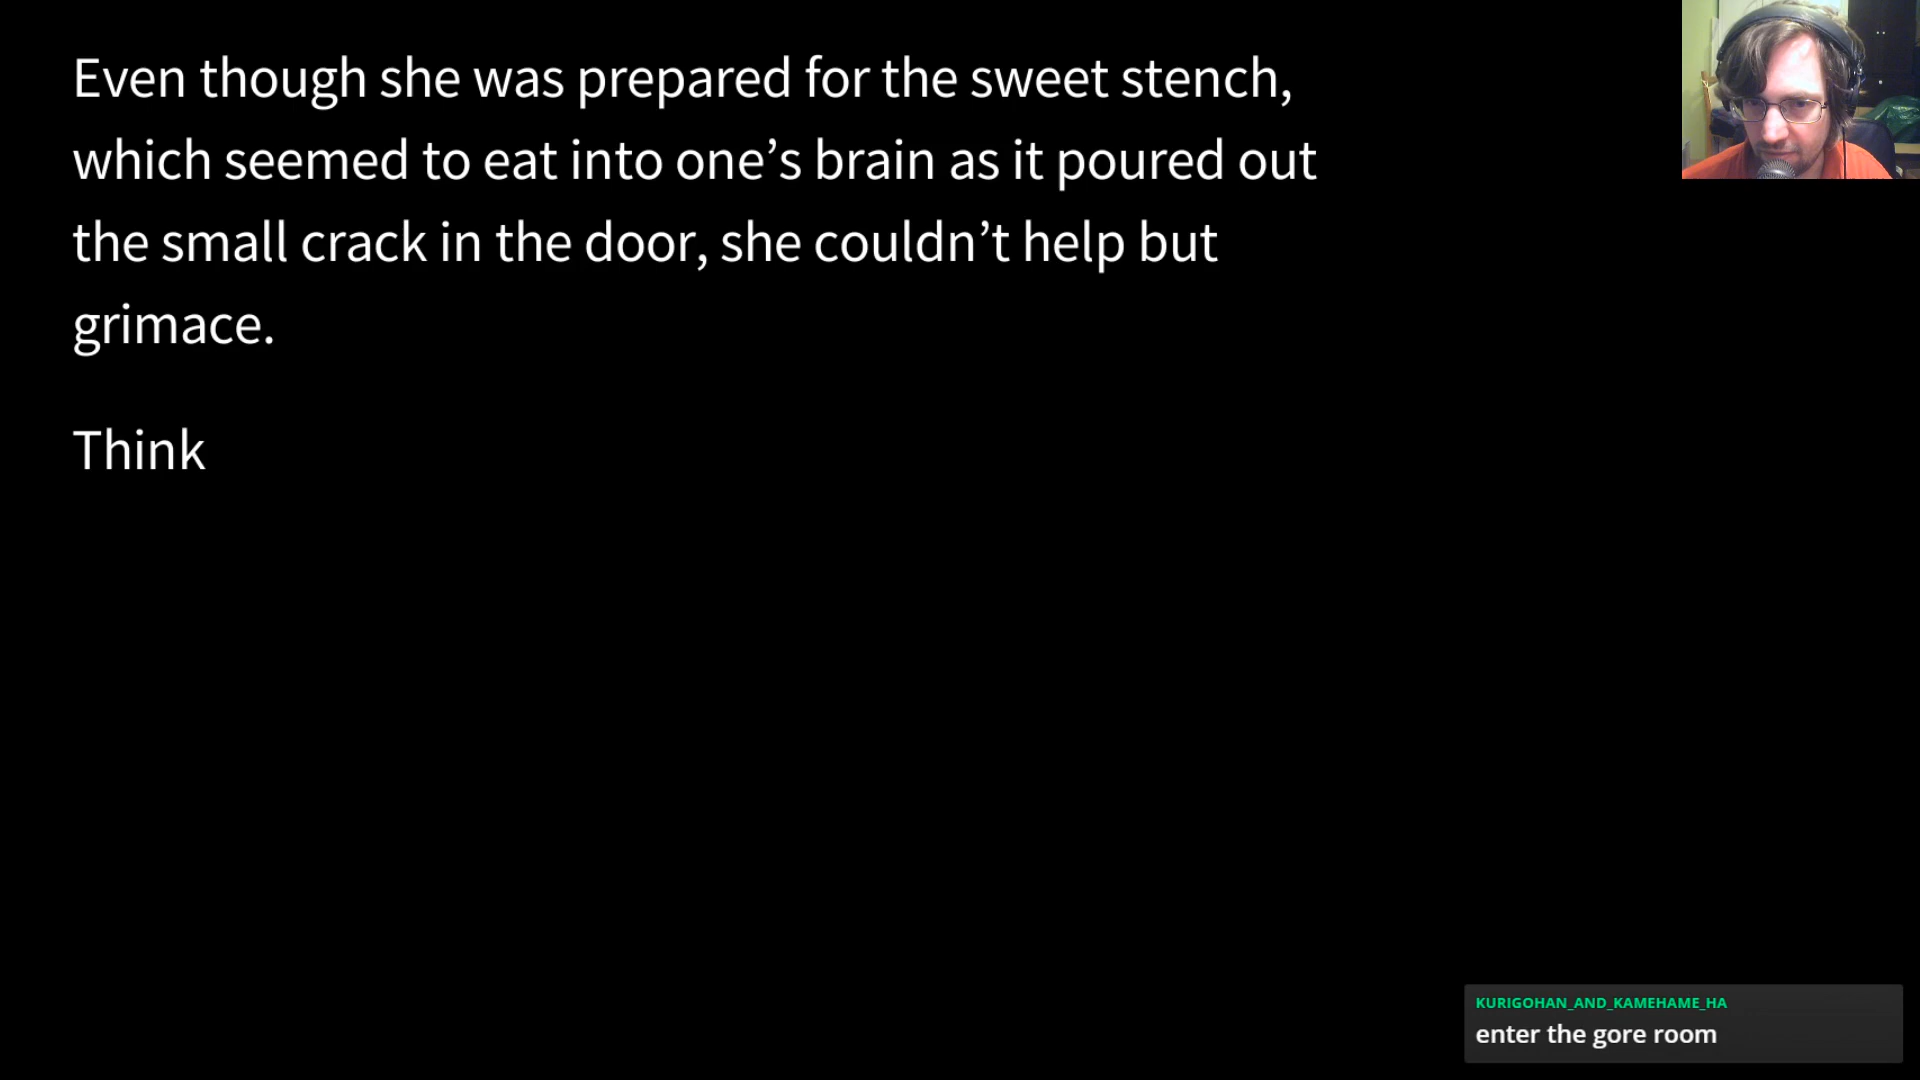 Even though she was prepared for the sweet stench,
which seemed to eat into one’s brain as it poured out
the small crack in the door, she couldn’t help but
grimace.
Think
KURIGOHAN_AND_KAMEHAME_HA
enter the gore room